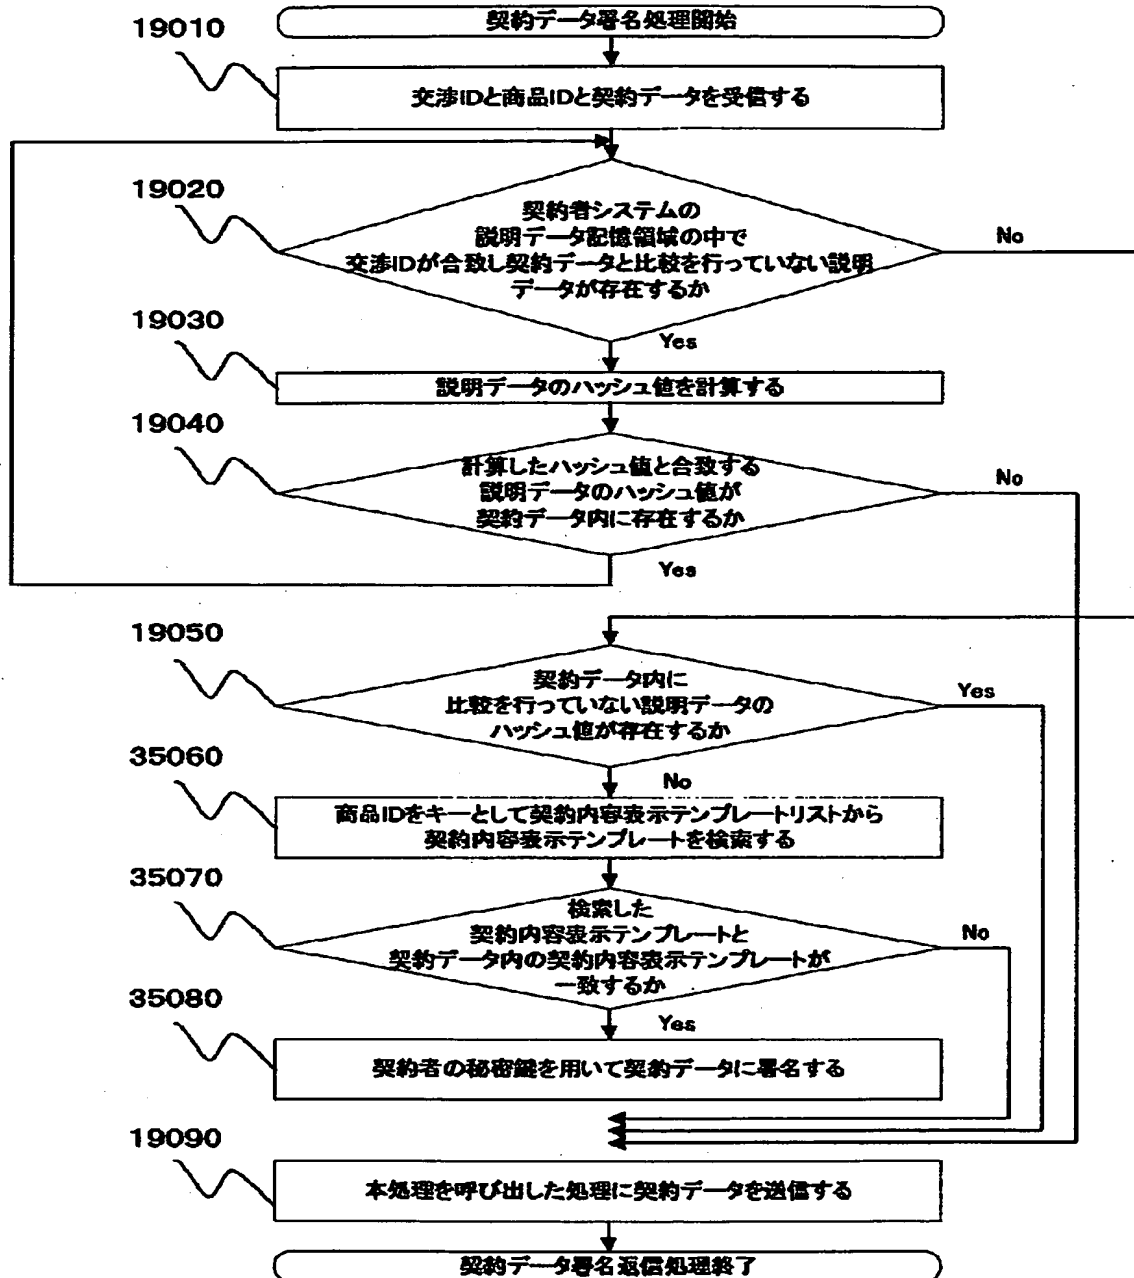 契約データ署名処理開始
19010
交渉IDと商品IDと契約データを受信する
19020
契約者システムの
説明データ記憶領域の中で
交渉IDが合致し契約データと比較を行っていない説明
データが存在するか
No
Yes
19030
説明データのハッシュ値を計算する
19040
計算したハッシュ値と合致する
説明データのハッシュ値が
契約データ内に存在するか
No
Yes
19050
契約データ内に
比較を行っていない説明データの
ハッシュ値が存在するか
Yes
No
35060
商品IDをキーとして契約内容表示テンプレートリストから
契約内容表示テンプレートを検索する
35070
検索した
契約内容表示テンプレートと
契約データ内の契約内容表示テンプレートが
一致するか
No
Yes
35080
契約者の秘密鍵を用いて契約データに署名する
19090
本処理を呼び出した処理に契約データを送信する
契約データ署名返信処理終了